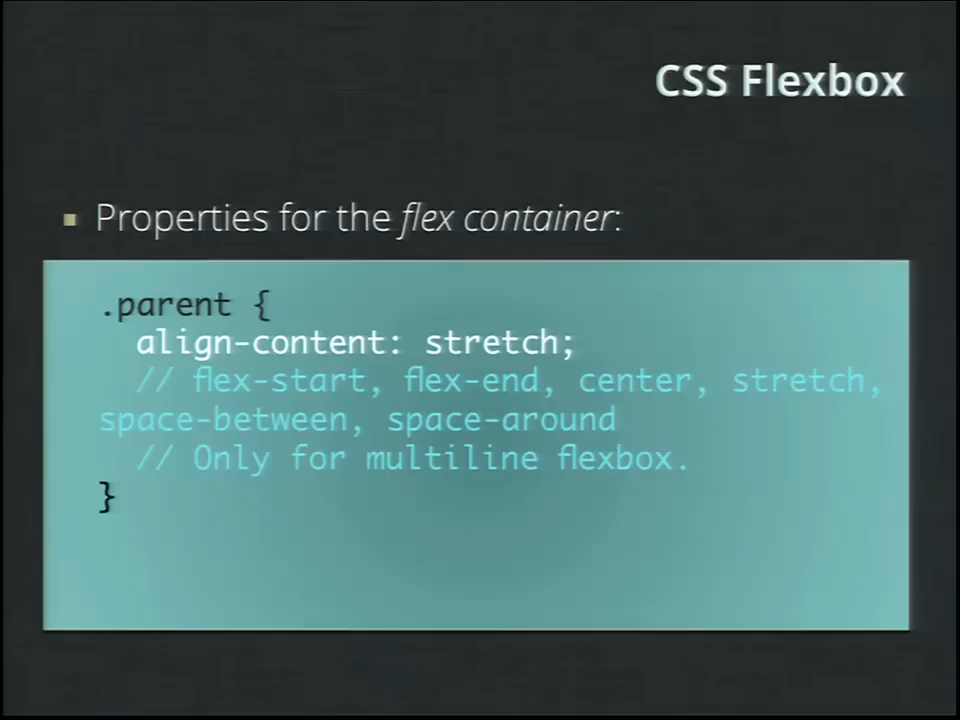 CSS Flexbox
Properties for the flex container:
.parent {
align-content: stretch;
// flex-start, flex-end, center, stretch,
space-between, space-around
// Only for multiline flexbox.
}